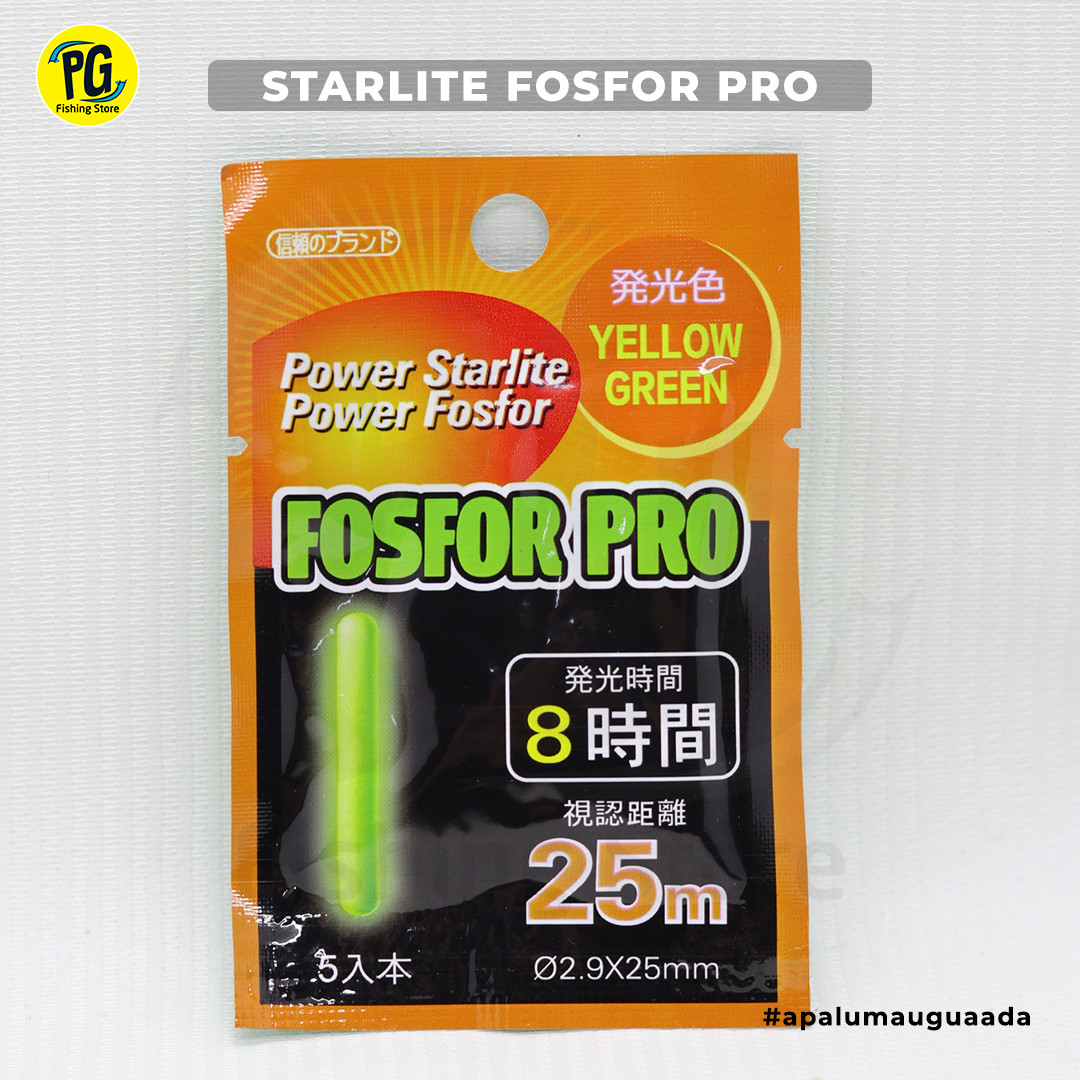 PG
Fishing Store
STARLITE FOSFOR PRO
信頼のブランド
発光色
YELLOW
GREEN
Power Starlite
Power Fosfor
FOSFOR PRO
発光時間
8時間
視認距離
25m
5入本
Ø2.9X25mm
#apalumauguaada